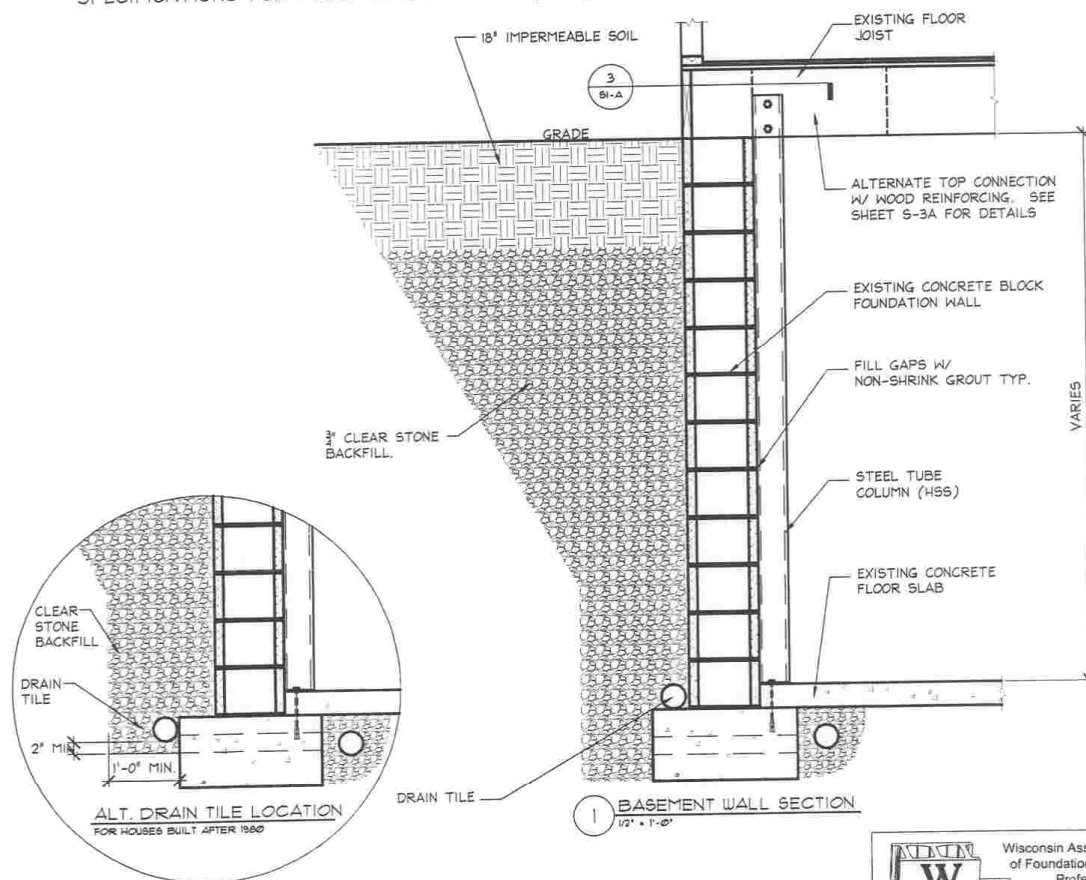 18" IMPERMEABLE SOIL
EXISTING FLOOR
JOIST
3
S1-A
GRADE
ALTERNATE TOP CONNECTION
W/ WOOD REINFORCING. SEE
SHEET S-3A FOR DETAILS
EXISTING CONCRETE BLOCK
FOUNDATION WALL
FILL GAPS W/
NON-SHRINK GROUT TYP.
VARIES
3/4" CLEAR STONE
BACKFILL.
STEEL TUBE
COLUMN (HSS)
EXISTING CONCRETE
FLOOR SLAB
CLEAR
STONE
BACKFILL
DRAIN
TILE
2" MIN.
1'-0" MIN.
ALT. DRAIN TILE LOCATION
FOR HOUSES BUILT AFTER 1980
DRAIN TILE
1 BASEMENT WALL SECTION
1/2" = 1'-0"
W
Wisconsin Ass
of Foundation
Profe